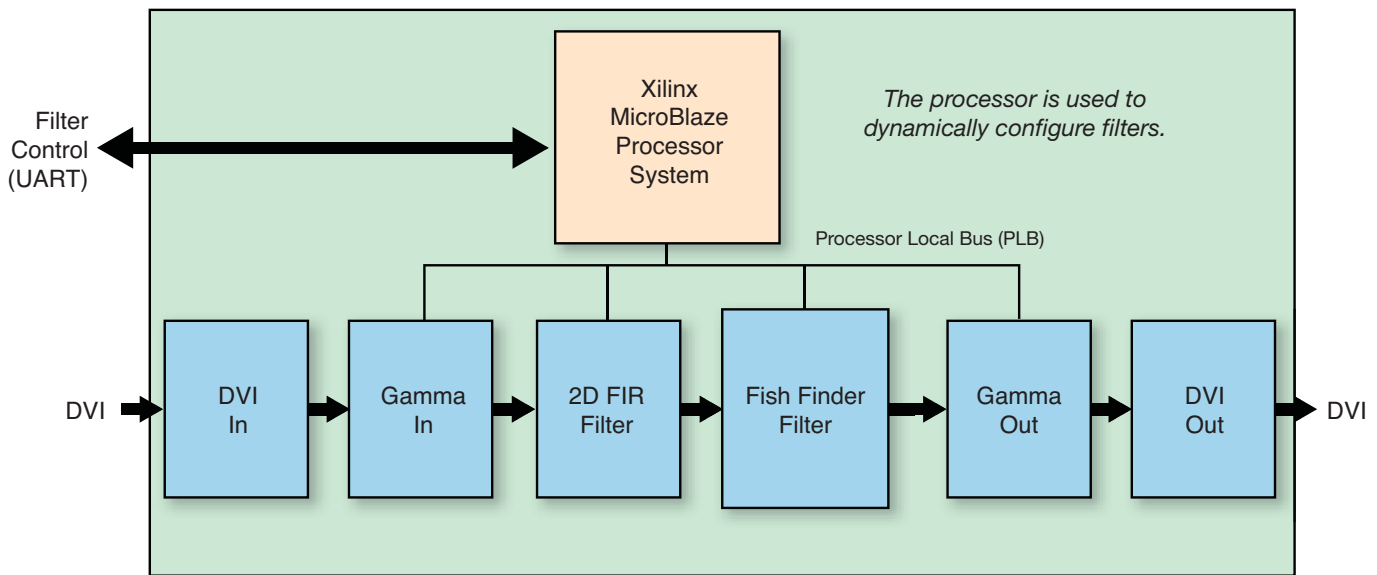 Xilinx
MicroBlaze
Processor
System
The processor is used to
dynamically configure filters.
Filter
Control
(UART)
Processor Local Bus (PLB)
DVI
DVI
In
Gamma
In
2D FIR
Filter
Fish Finder
Filter
Gamma
Out
DVI
Out
DVI